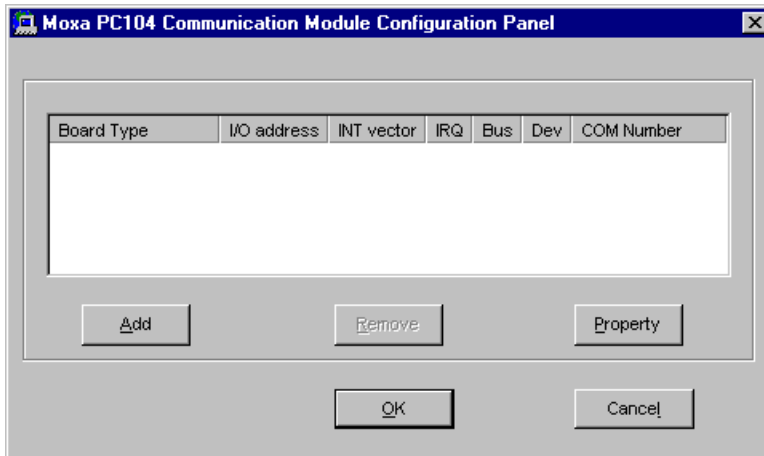 Moxa PC104 Communication Module Configuration Panel
Board Type I/O address INT vector IRQ Bus Dev COM Number
Add Remove Property
OK Cancel